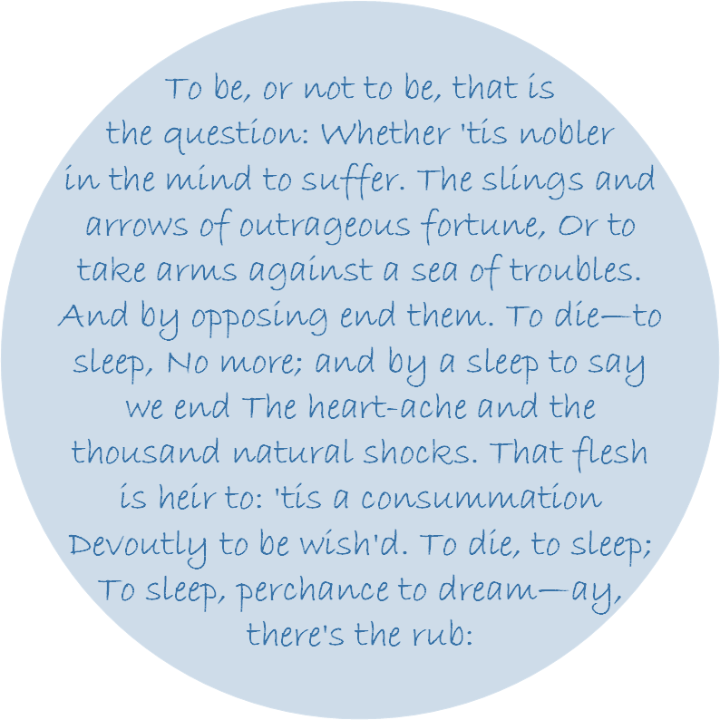 To be, or not to be, that is
the question: Whether 'tis nobler
in the mind to suffer. The slings and
arrows of outrageous fortune, Or to
take arms against a sea of troubles.
And by opposing end them. To die—to
sleep, No more; and by a sleep to say
we end The heart-ache and the
thousand natural shocks. That flesh
is heir to: 'tis a consummation
Devoutly to be wish'd. To die, to sleep;
To sleep, perchance to dream—ay,
there's the rub: